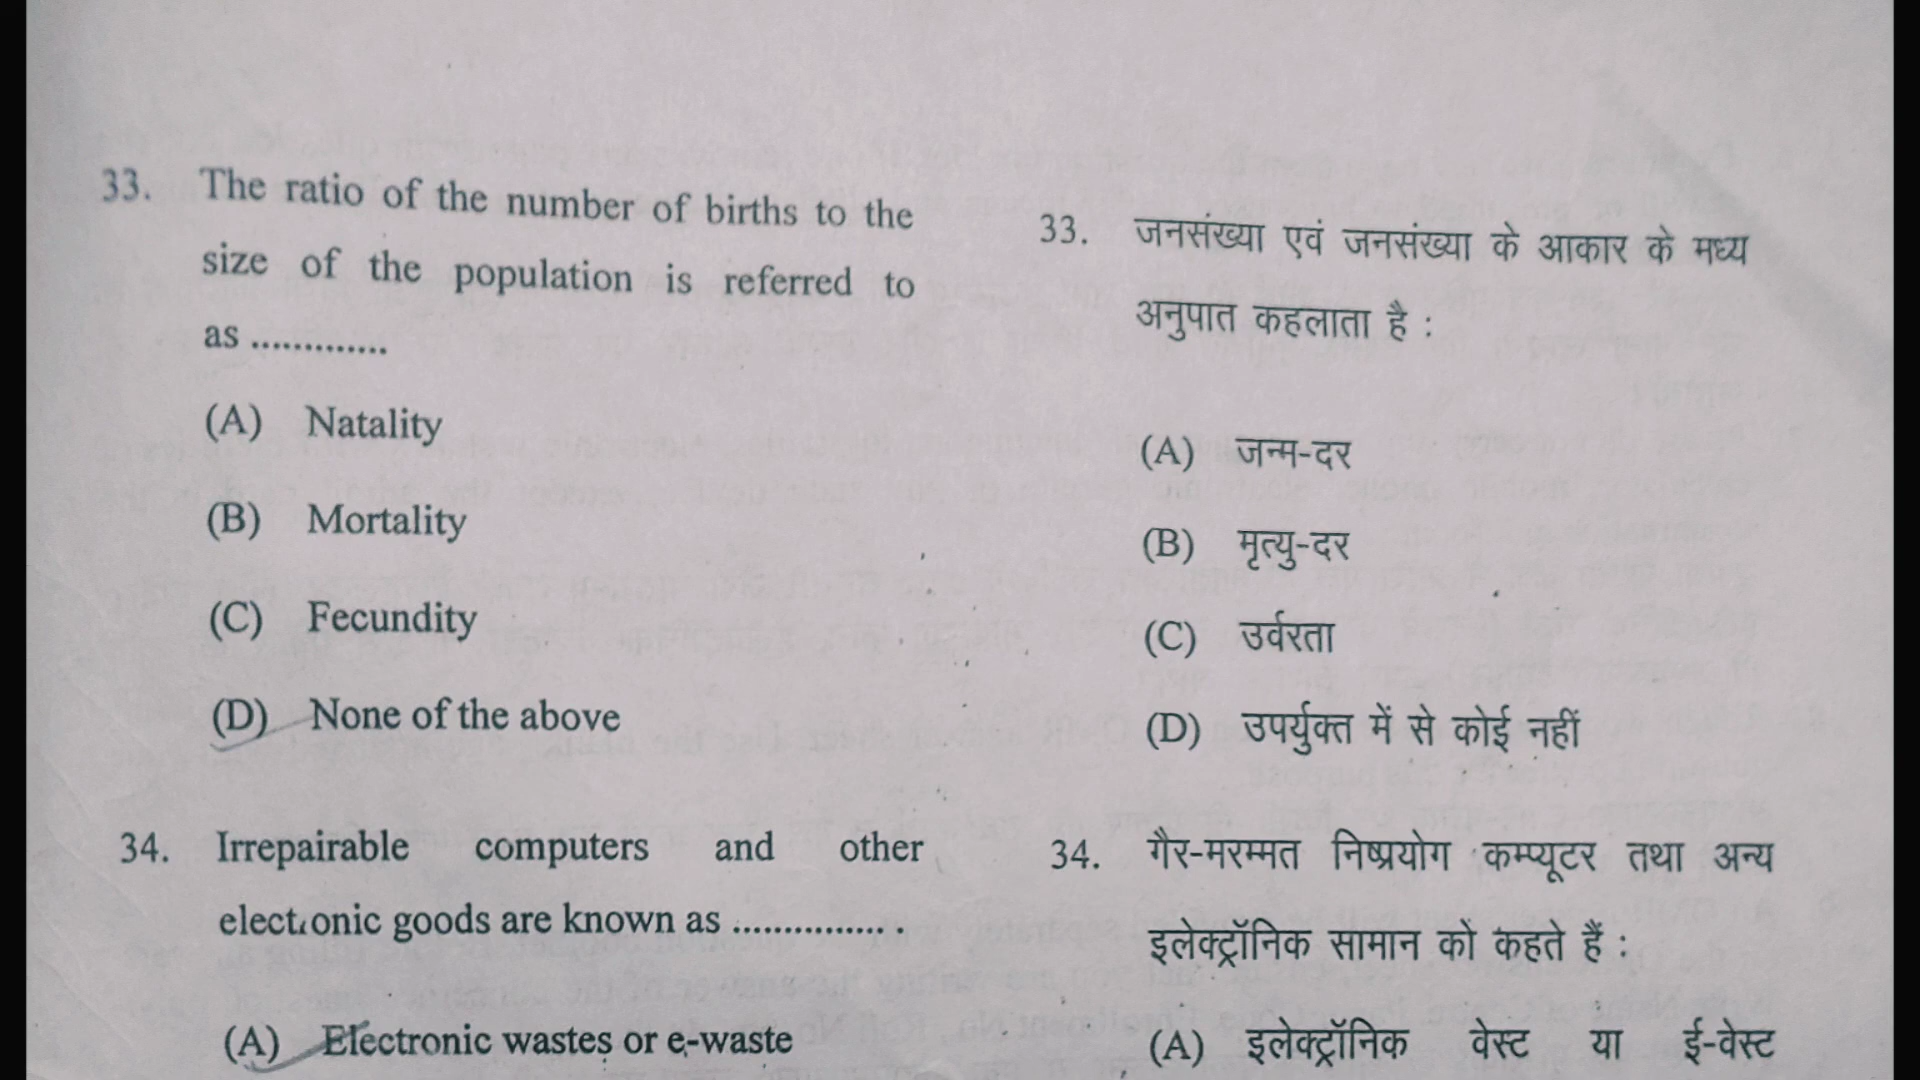 33. The ratio of the number of births to the
size of the population is referred to
as .............
(A) Natality
(B) Mortality
(C) Fecundity
(D) None of the above
34. Irrepairable computers and other
electronic goods are known as ............... .
(A) Electronic wastes or e-waste
33. जनसंख्या एवं जनसंख्या के आकार के मध्य
अनुपात कहलाता है :
(A) जन्म-दर
(B) मृत्यु-दर
(C) उर्वरता
(D) उपर्युक्त में से कोई नहीं
34. गैर-मरम्मत निष्प्रयोग कम्प्यूटर तथा अन्य
इलेक्ट्रॉनिक सामान को कहते हैं :
(A) इलेक्ट्रॉनिक वेस्ट या ई-वेस्ट